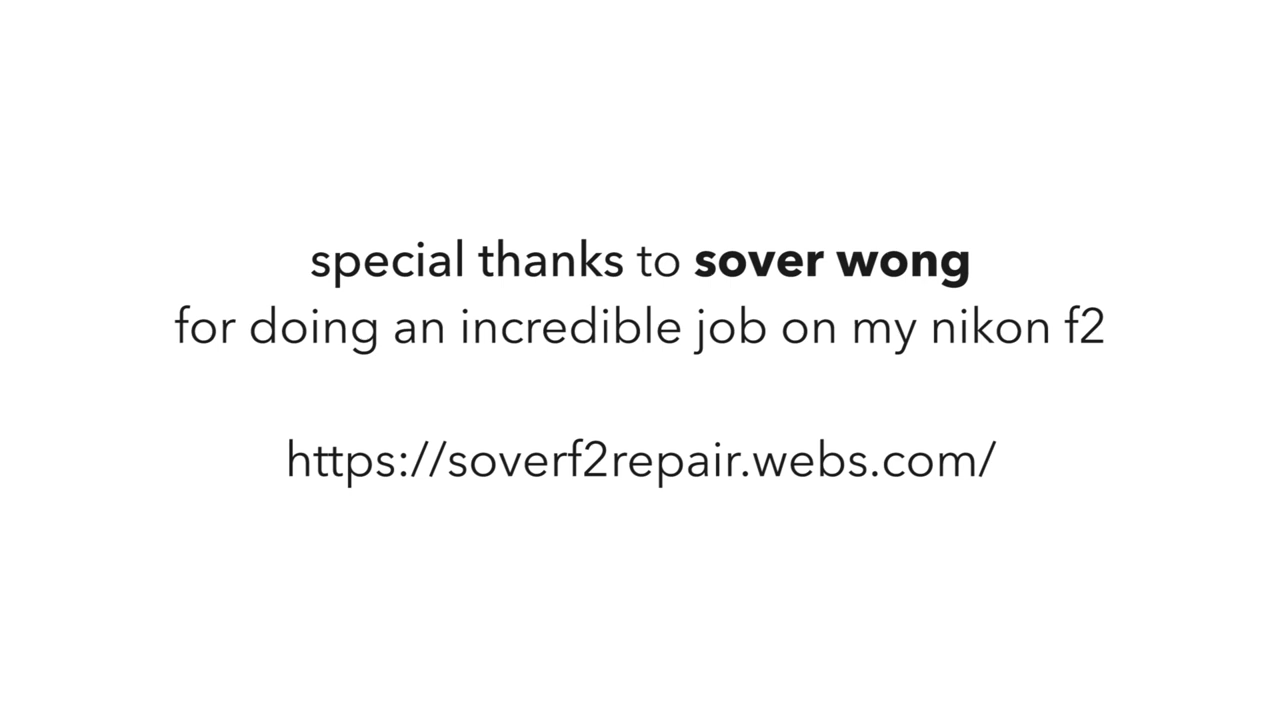 special thanks to sover wong
for doing an incredible job on my nikon f2
https://soverf2repair.webs.com/